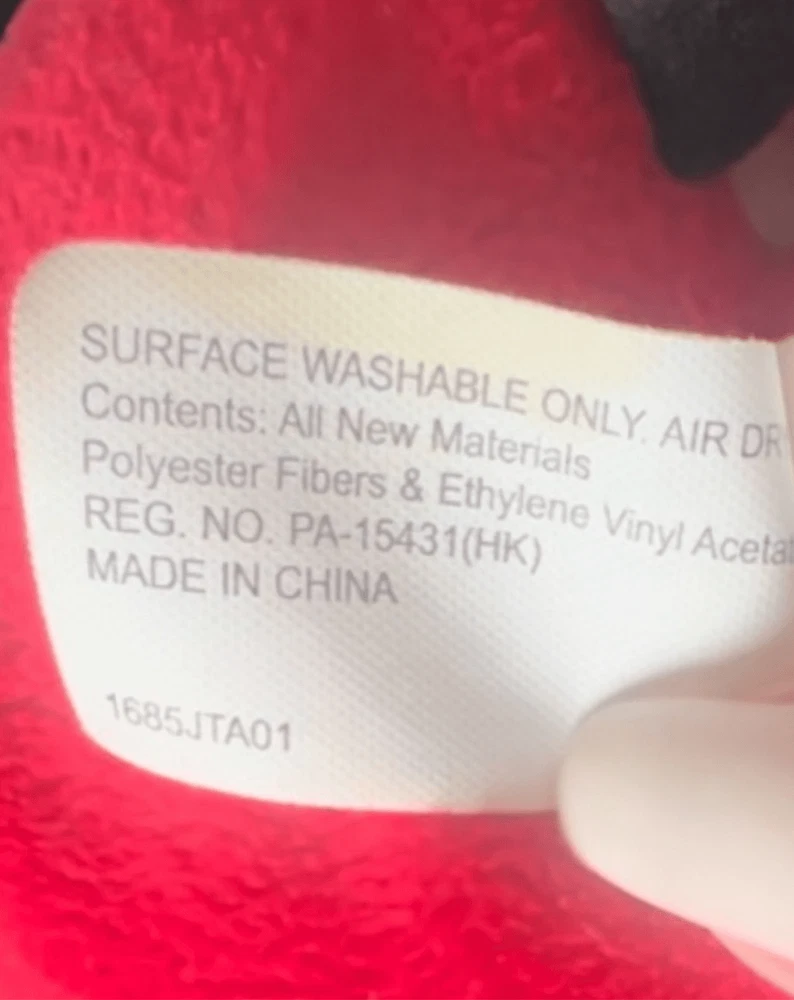 SURFACE WASHABLE ONLY. AIR DR
Contents: All New Materials
Polyester Fibers & Ethylene Vinyl Acetat
REG. NO. PA-15431(HK)
MADE IN CHINA
1685JTA01